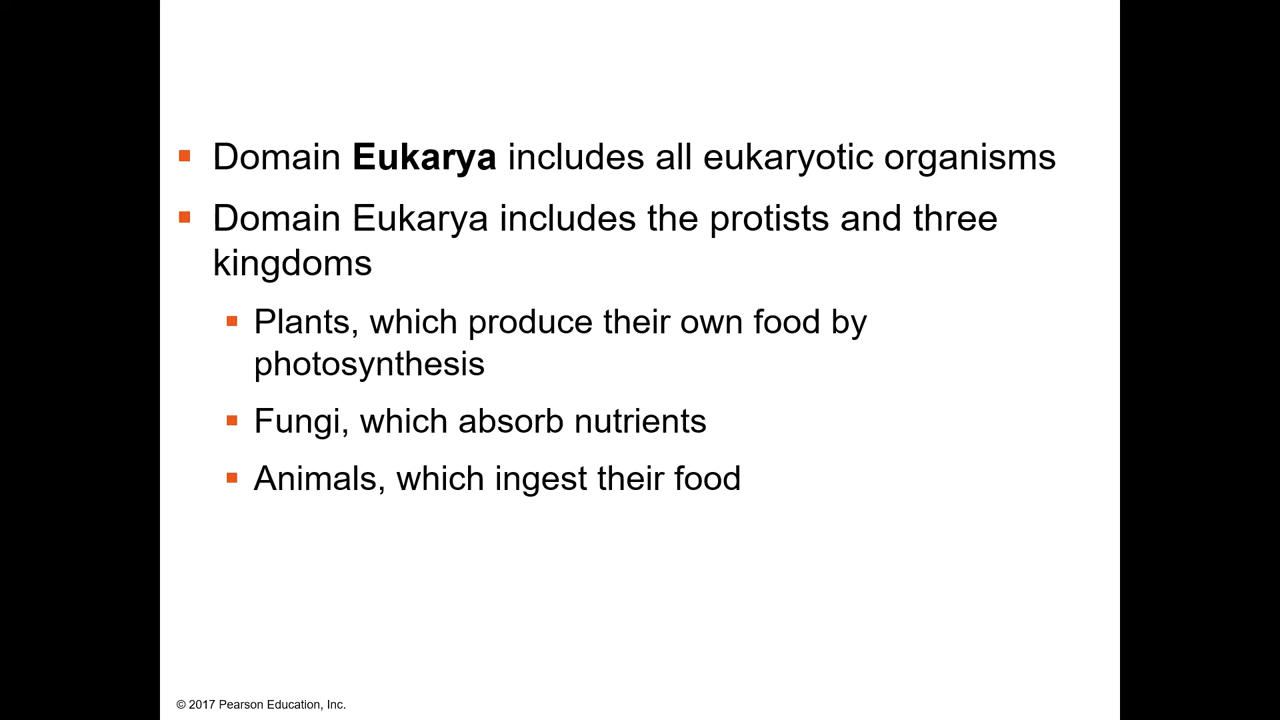 Domain Eukarya includes all eukaryotic organisms
Domain Eukarya includes the protists and three
kingdoms
Plants, which produce their own food by
photosynthesis
Fungi, which absorb nutrients
Animals, which ingest their food
© 2017 Pearson Education, Inc.